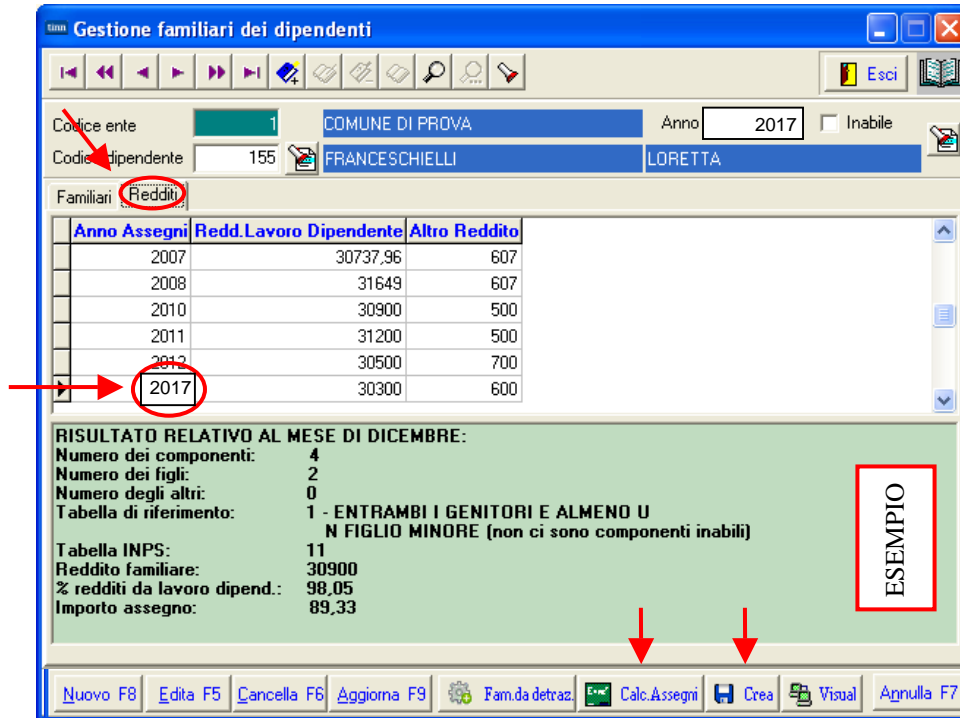 tinn Gestione familiari dei dipendenti
Esci
Codice ente 1 COMUNE DI PROVA Anno 2017 Inabile
Codice dipendente 155 FRANCESCHIELLI LORETTA
Familiari Redditi
Anno Assegni Redd.Lavoro Dipendente Altro Reddito
2007 30737,96 607
2008 31649 607
2010 30900 500
2011 31200 500
2012 30500 700
2017 30300 600
RISULTATO RELATIVO AL MESE DI DICEMBRE:
Numero dei componenti: 4
Numero dei figli: 2
Numero degli altri: 0
Tabella di riferimento: 1 - ENTRAMBI I GENITORI E ALMENO U
N FIGLIO MINORE (non ci sono componenti inabili)
Tabella INPS: 11
Reddito familiare: 30900
% redditi da lavoro dipend.: 98,05
Importo assegno: 89,33
ESEMPIO
Nuovo F8 Edita F5 Cancella F6 Aggiorna F9 Fam.da detraz. Calc.Assegni Crea Visual Annulla F7